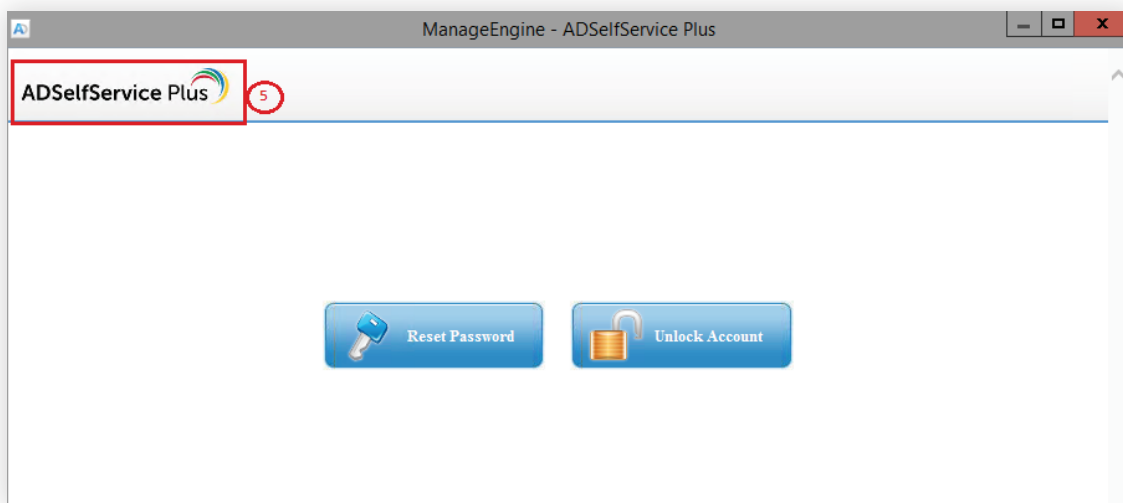 ManageEngine - ADSelfService Plus
ADSelfService Plus
5
Reset Password
Unlock Account